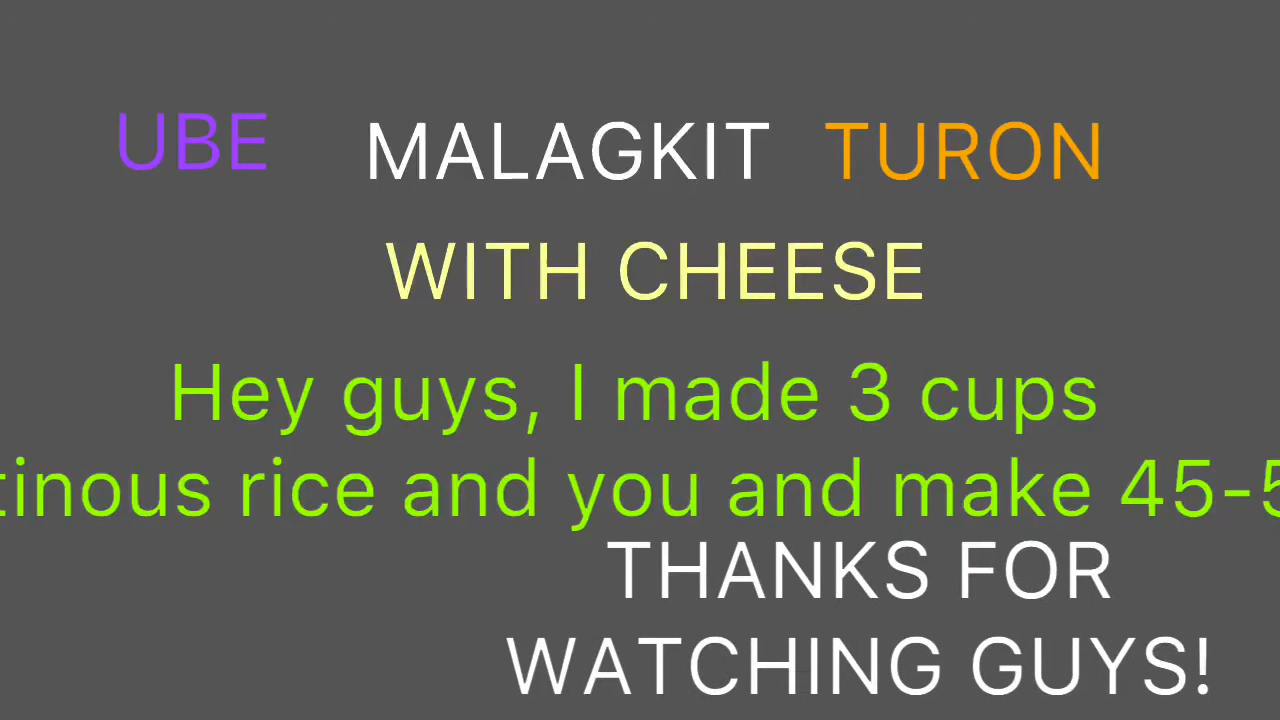 UBE MALAGKIT TURON
WITH CHEESE
Hey guys, I made 3 cups
tinous rice and you and make 45-5
THANKS FOR
WATCHING GUYS!